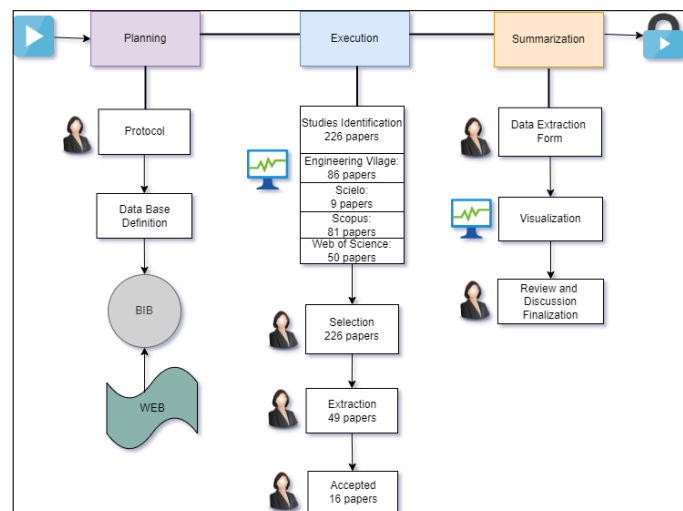 Planning
Execution
Summarization
Protocol
Data Base
Definition
BIB
WEB
Studies Identification
226 papers
Engineering Vilage:
86 papers
Scielo:
9 papers
Scopus:
81 papers
Web of Science:
50 papers
Selection
226 papers
Extraction
49 papers
Accepted
16 papers
Data Extraction
Form
Visualization
Review and
Discussion
Finalization